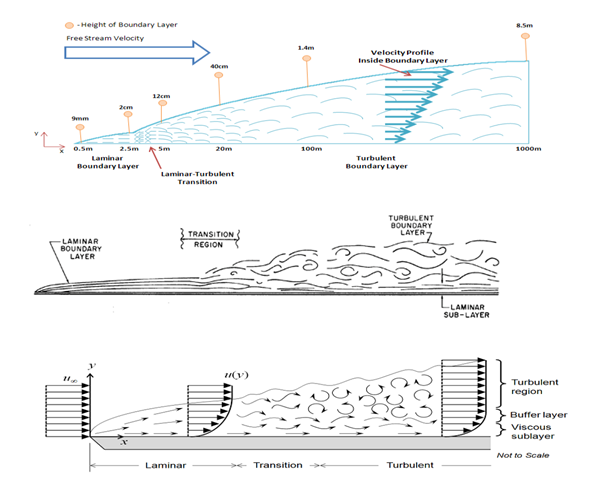 - Height of Boundary Layer
Free Stream Velocity
8.5m
1.4m
Velocity Profile
Inside Boundary Layer
40cm
12cm
2cm
9mm
Y
X
0.5m 2.5m 5m 20m 100m 1000m
Laminar
Boundary Layer
Laminar-Turbulent
Transition
Turbulent
Boundary Layer
TURBULENT
BOUNDARY
LAYER
TRANSITION
REGION
LAMINAR
BOUNDARY
LAYER
LAMINAR
SUB-LAYER
u∞
y
u(y)
x
Turbulent
region
Buffer layer
Viscous
sublayer
Not to Scale
Laminar Transition Turbulent